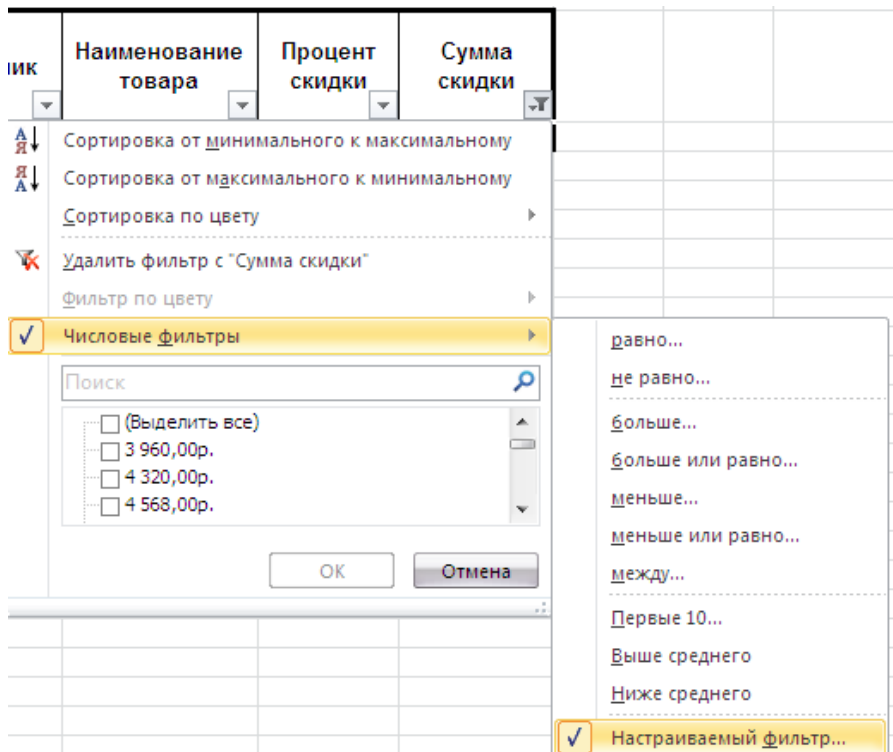 ик
Наименование
товара
Процент
скидки
Сумма
скидки
Сортировка от минимального к максимальному
Сортировка от максимального к минимальному
Сортировка по цвету
Удалить фильтр с "Сумма скидки"
Фильтр по цвету
Числовые фильтры
Поиск
(Выделить все)
3 960,00р.
4 320,00р.
4 568,00р.
ОК
Отмена
равно...
не равно...
больше...
больше или равно...
меньше...
меньше или равно...
между...
Первые 10...
Выше среднего
Ниже среднего
Настраиваемый фильтр...